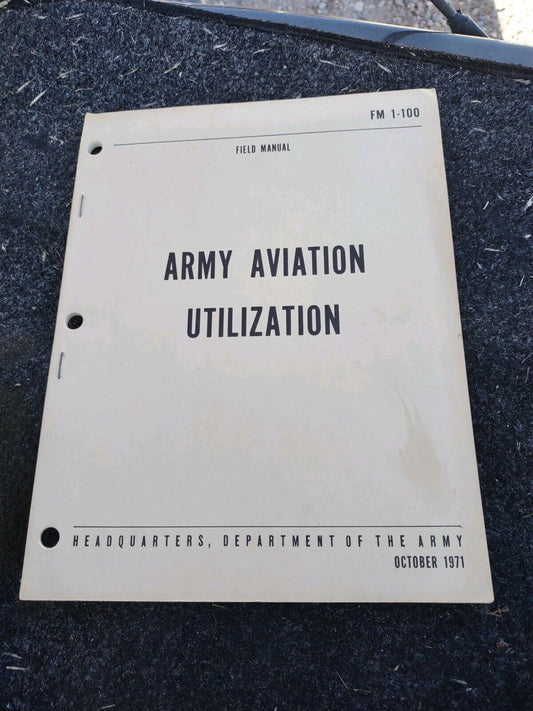 FM 1-100
FIELD MANUAL
ARMY AVIATION
UTILIZATION
HEADQUARTERS, DEPARTMENT OF THE ARMY
OCTOBER 1971